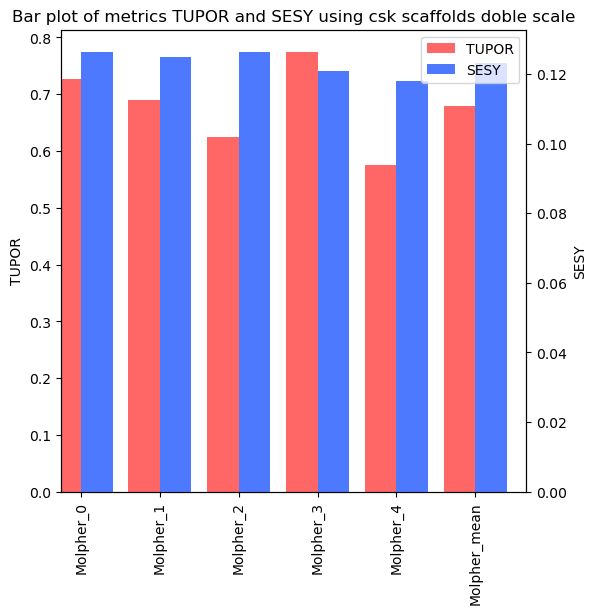 Bar plot of metrics TUPOR and SESY using csk scaffolds doble scale
TUPOR
SESY
0.8
0.7
0.6
0.5
0.4
0.3
0.2
0.1
0.0
TUPOR
0.12
0.10
0.08
0.06
0.04
0.02
0.00
SESY
Molpher_0
Molpher_1
Molpher_2
Molpher_3
Molpher_4
Molpher_mean